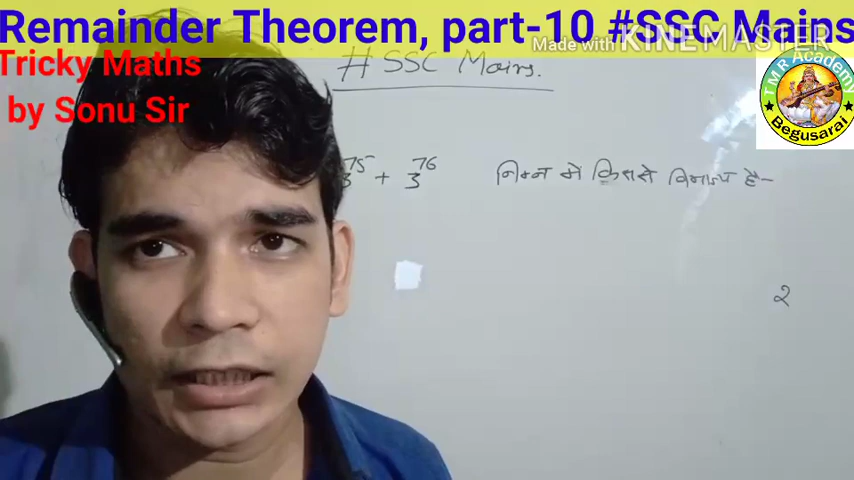 Remainder Theorem, part-10 #SSC Mains
Made with KINEMASTER
Tricky Maths
by Sonu Sir
TMR Academy
Begusarai
# SSC Mains.
3^75 + 3^76 निम्न में किससे विभाज्य है-
2